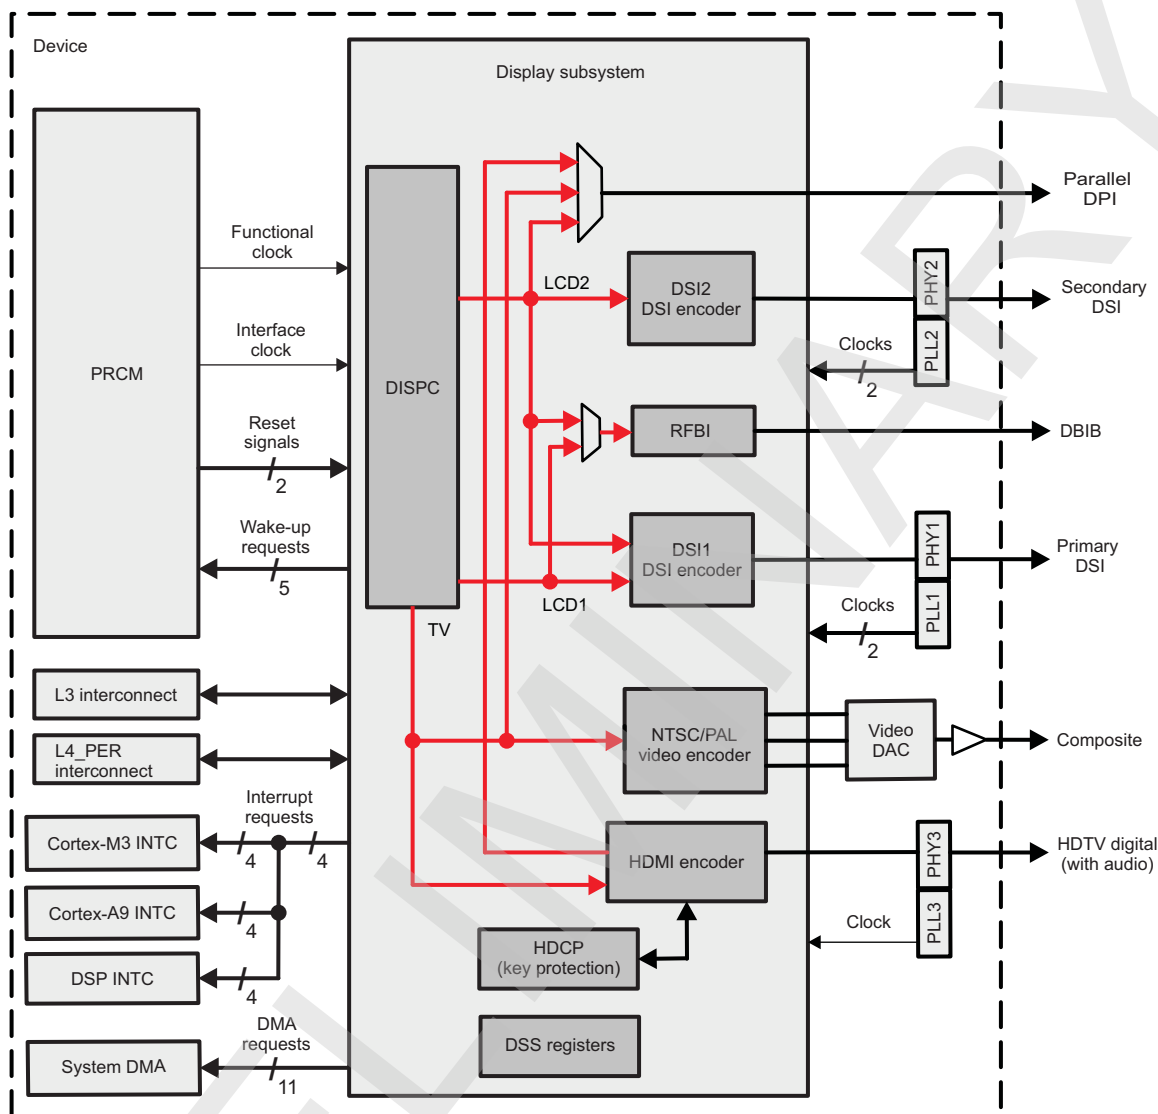 Device
Display subsystem
PRCM
Functional
clock
Interface
clock
Reset
signals
2
Wake-up
requests
5
DISPC
LCD2
LCD1
TV
DSI2
DSI encoder
RFBI
DSI1
DSI encoder
NTSC/PAL
video encoder
HDMI encoder
HDCP
(key protection)
DSS registers
Parallel
DPI
PHY2
PLL2
Clocks
2
Secondary
DSI
DBIB
PHY1
PLL1
Clocks
2
Primary
DSI
Video
DAC
Composite
PHY3
PLL3
Clock
HDTV digital
(with audio)
L3 interconnect
L4_PER
interconnect
Interrupt
requests
Cortex-M3 INTC
4
4
Cortex-A9 INTC
4
DSP INTC
4
DMA
requests
System DMA
11